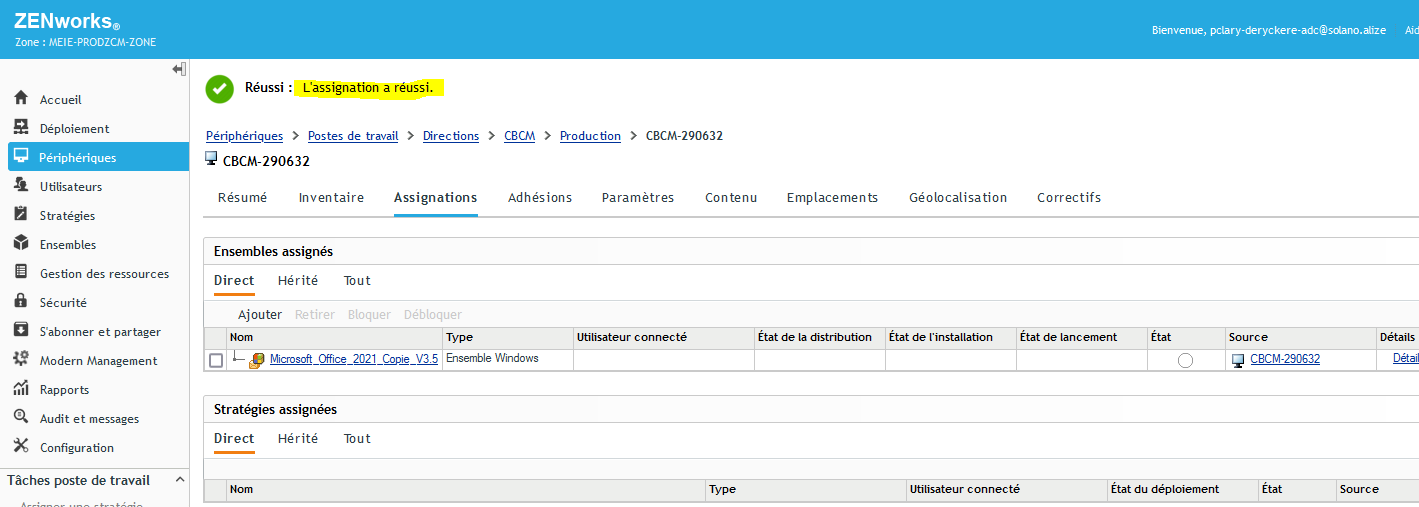 ZENworks®
Zone : MEIE-PRODZCM-ZONE
Bienvenue, pclary-deryckere-adc@solano.alize
Aid
Accueil
Déploiement
Périphériques
Utilisateurs
Stratégies
Ensembles
Gestion des ressources
Sécurité
S'abonner et partager
Modern Management
Rapports
Audit et messages
Configuration
Tâches poste de travail
Assigner une stratégie
Réussi : L'assignation a réussi.
Périphériques > Postes de travail > Directions > CBCM > Production > CBCM-290632
CBCM-290632
Résumé Inventaire Assignations Adhésions Paramètres Contenu Emplacements Géolocalisation Correctifs
Ensembles assignés
Direct Hérité Tout
Ajouter Retirer Bloquer Débloquer
Nom Type Utilisateur connecté État de la distribution État de l'installation État de lancement État Source Détails
Microsoft_Office_2021_Copie_V3.5 Ensemble Windows CBCM-290632 Détail
Stratégies assignées
Direct Hérité Tout
Nom Type Utilisateur connecté État du déploiement État Source